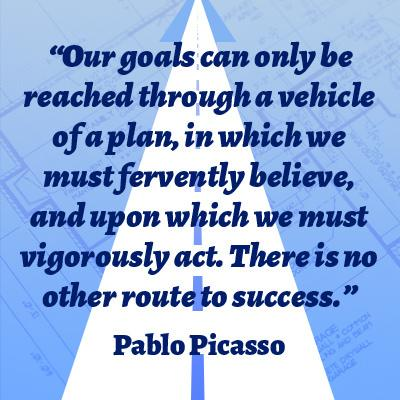 “Our goals can only be
reached through a vehicle
of a plan, in which we
must fervently believe,
and upon which we must
vigorously act. There is no
other route to success.”
Pablo Picasso